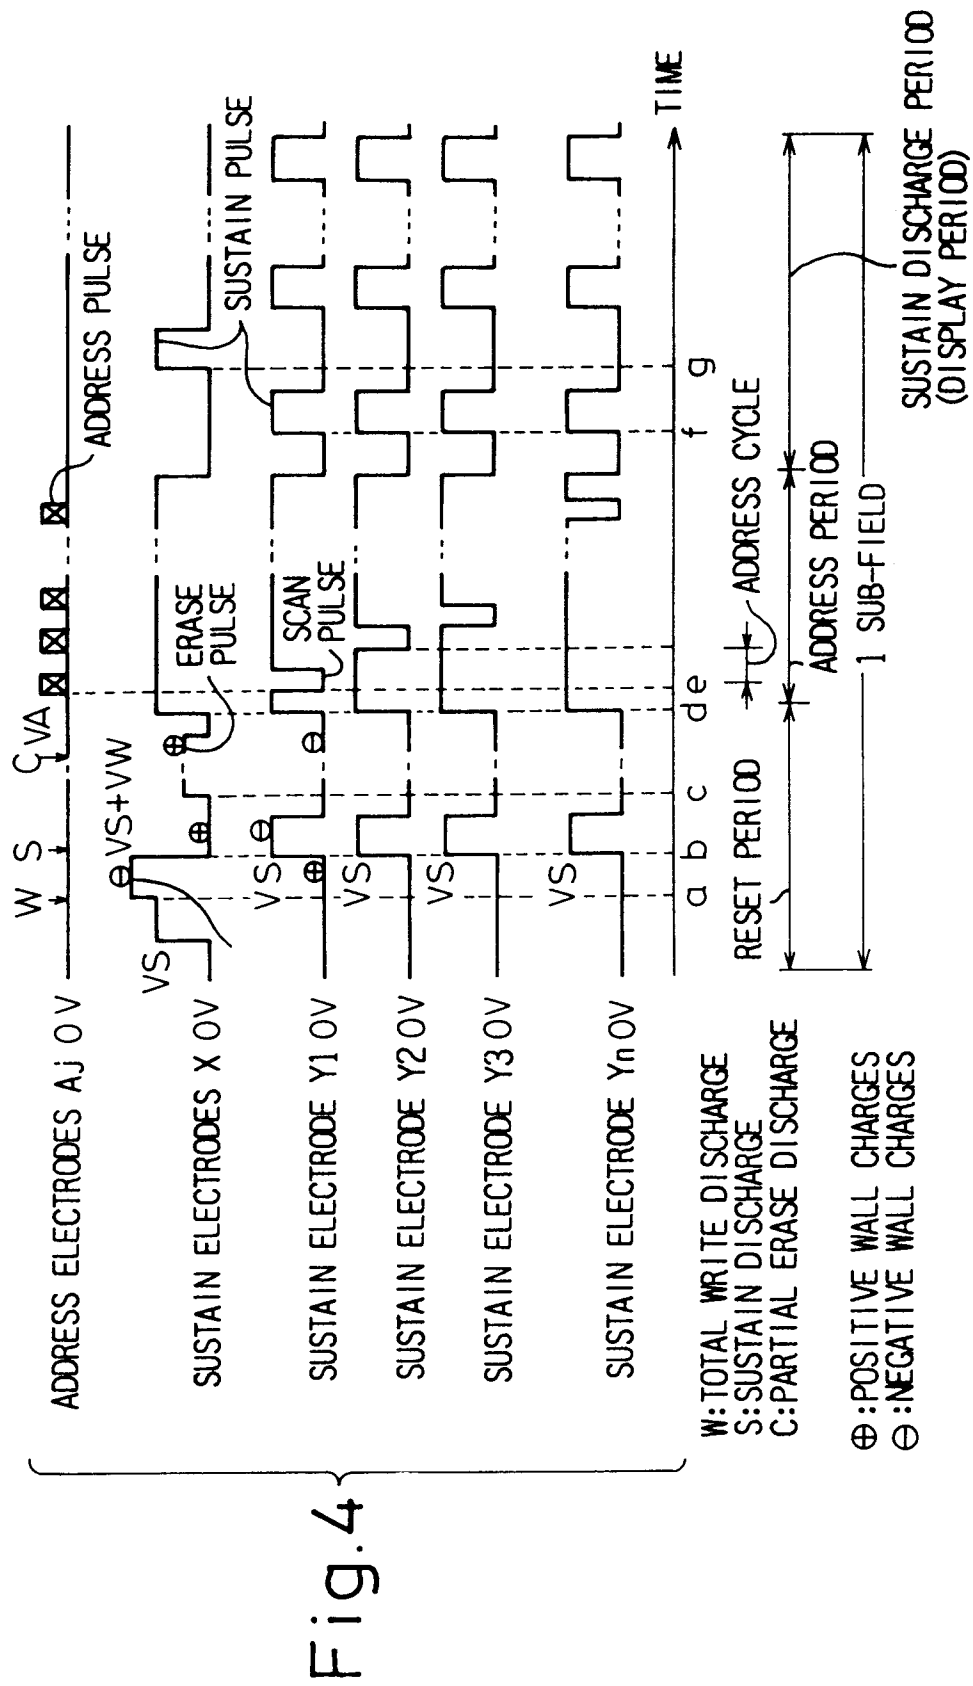 Fig.4
ADDRESS ELECTRODES Aj 0 V
SUSTAIN ELECTRODES X 0V
SUSTAIN ELECTRODE Y1 0V
SUSTAIN ELECTRODE Y2 0V
SUSTAIN ELECTRODE Y3 0V
SUSTAIN ELECTRODE Yn 0V
W S C VA
ADDRESS PULSE
VS
VS+VW
ERASE
PULSE
SUSTAIN PULSE
VS
SCAN
PULSE
VS
VS
VS
TIME
a b c d e f g
ADDRESS CYCLE
RESET PERIOD
ADDRESS PERIOD
1 SUB-FIELD
SUSTAIN DISCHARGE PERIOD
(DISPLAY PERIOD)
W:TOTAL WRITE DISCHARGE
S:SUSTAIN DISCHARGE
C:PARTIAL ERASE DISCHARGE
⊕:POSITIVE WALL CHARGES
⊖:NEGATIVE WALL CHARGES